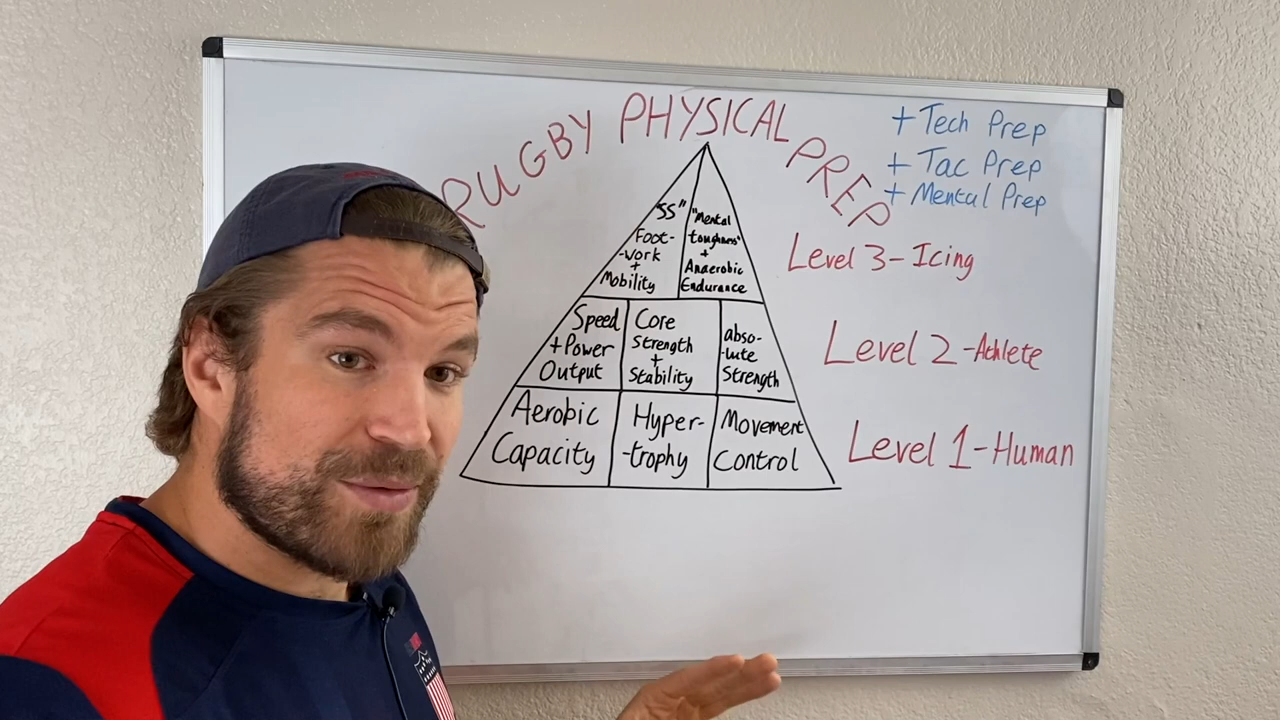 RUGBY PHYSICAL PREP
+ Tech Prep
+ Tac Prep
+ Mental Prep
"SS"
Foot-
-work
+
Mobility
"Mental
toughness"
+
Anaerobic
Endurance
Level 3-Icing
Speed
+Power
Output
Core
Strength
+
Stability
abso-
-lute
Strength
Level 2-Athlete
Aerobic
Capacity
Hyper-
-trophy
Movement
Control
Level 1-Human